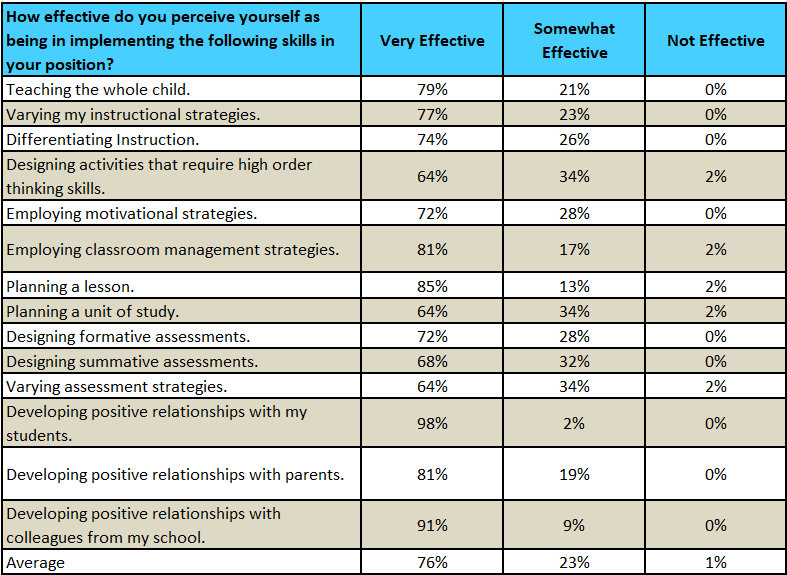 How effective do you perceive yourself as
being in implementing the following skills in
your position?
Very Effective
Somewhat
Effective
Not Effective
Teaching the whole child. 79% 21% 0%
Varying my instructional strategies. 77% 23% 0%
Differentiating Instruction. 74% 26% 0%
Designing activities that require high order
thinking skills.
64% 34% 2%
Employing motivational strategies. 72% 28% 0%
Employing classroom management strategies. 81% 17% 2%
Planning a lesson. 85% 13% 2%
Planning a unit of study. 64% 34% 2%
Designing formative assessments. 72% 28% 0%
Designing summative assessments. 68% 32% 0%
Varying assessment strategies. 64% 34% 2%
Developing positive relationships with my
students.
98% 2% 0%
Developing positive relationships with parents. 81% 19% 0%
Developing positive relationships with
colleagues from my school.
91% 9% 0%
Average 76% 23% 1%